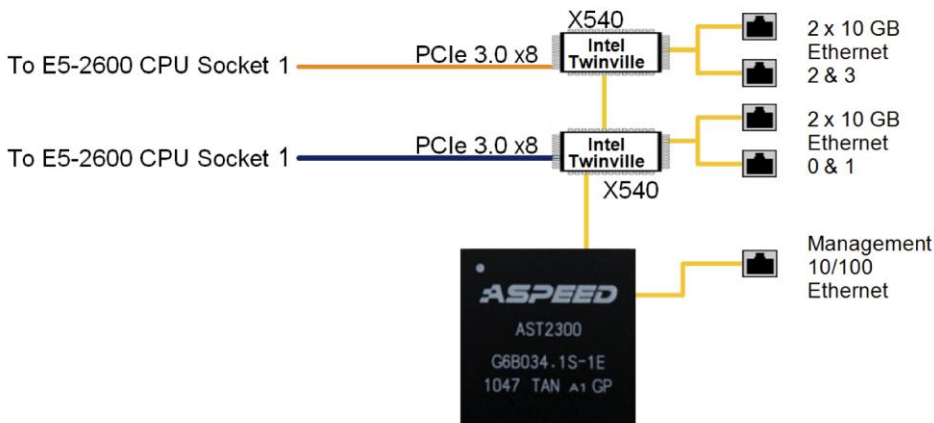 X540
To E5-2600 CPU Socket 1
PCIe 3.0 x8
Intel
Twinville
2 x 10 GB
Ethernet
2 & 3
To E5-2600 CPU Socket 1
PCIe 3.0 x8
Intel
Twinville
X540
2 x 10 GB
Ethernet
0 & 1
ASPEED
AST2300
G6B034.1S-1E
1047 TAN A1 GP
Management
10/100
Ethernet